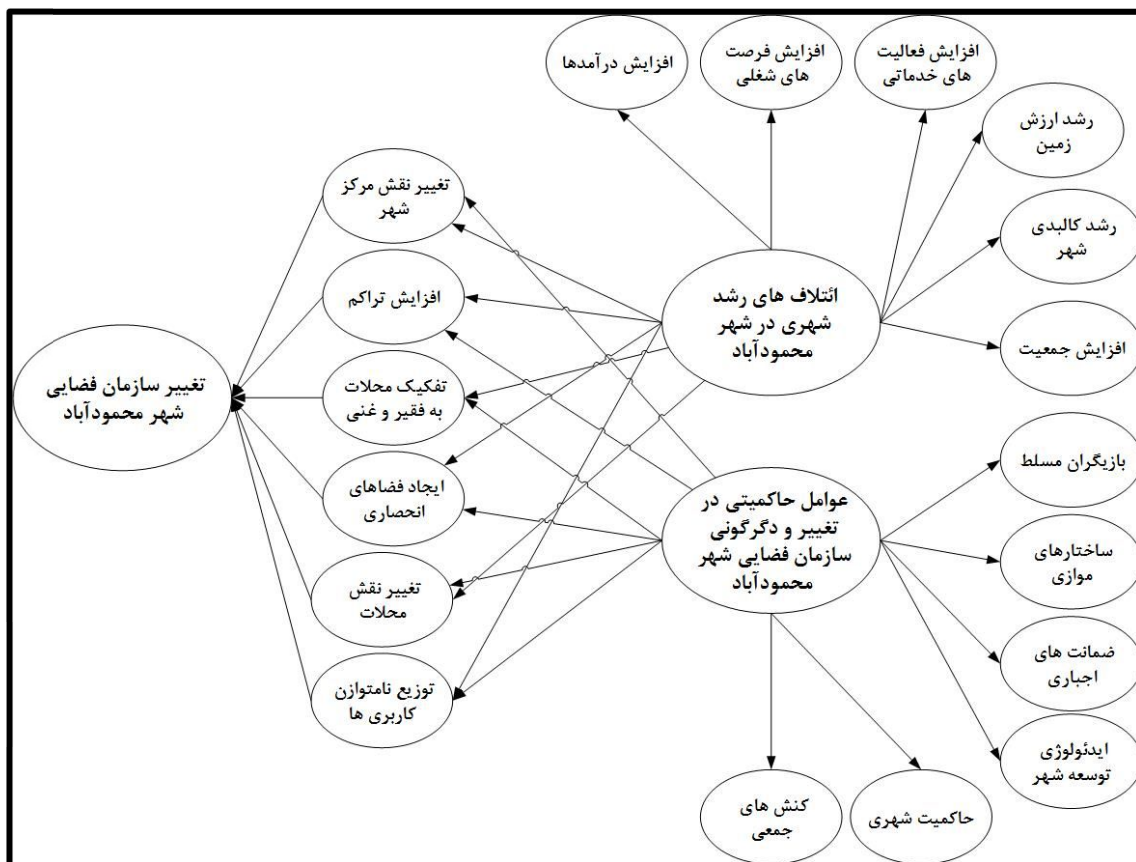 افزایش درآمدها
افزایش فرصت
های شغلی
افزایش فعالیت
های خدماتی
رشد ارزش
زمین
رشد کالبدی
شهر
افزایش جمعیت
ائتلاف های رشد
شهری در شهر
محمودآباد
تغییر نقش مرکز
شهر
افزایش تراکم
تفکیک محلات
به فقیر و غنی
ایجاد فضاهای
انحصاری
تغییر نقش
محلات
توزیع نامتوازن
کاربری ها
تغییر سازمان فضایی
شهر محمودآباد
عوامل حاکمیتی در
تغییر و دگرگونی
سازمان فضایی شهر
محمودآباد
بازیگران مسلط
ساختارهای
موازی
ضمانت های
اجباری
ایدئولوژی
توسعه شهر
حاکمیت شهری
کنش های
جمعی